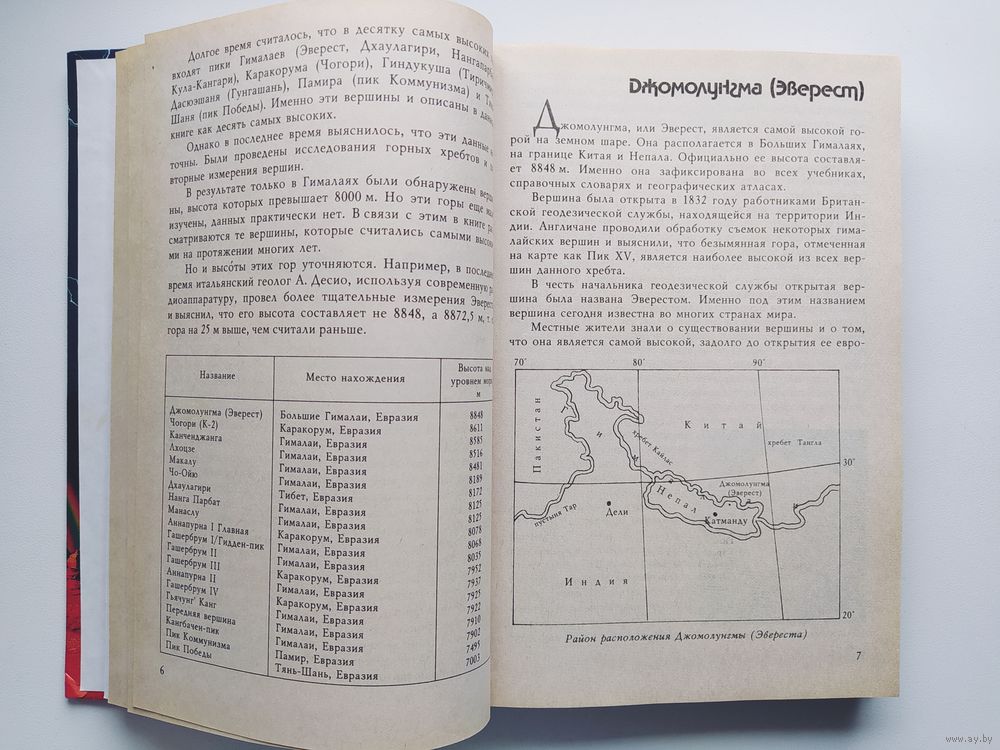 Долгое время считалось, что в десятку самых высоких
входят пики Гималаев (Эверест, Дхаулагири,
Кула-Кангари), Каракорума (Чогори), Гиндукуша
Дасюэшаня (Гунгашань), Памира (пик Коммунизма) и
Шаня (пик Победы). Именно эти вершины и описаны в
книге как десять самых высоких.
Однако в последнее время выяснилось, что эти данные
точны. Были проведены исследования горных хребтов и
вторные измерения вершин.
В результате только в Гималаях были обнаружены
ны, высота которых превышает 8000 м. Но эти горы еще
изучены, данных практически нет. В связи с этим в книге
сматриваются те вершины, которые считались самыми
ми на протяжении многих лет.
Но и высоты этих гор уточняются. Например, в
время итальянский геолог А. Десио, используя современную
диоаппаратуру, провел более тщательные измерения
и выяснил, что его высота составляет не 8848, а 8872,5 м, т.
гора на 25 м выше, чем считали раньше.
Название Место нахождения Высота над
уровнем моря
м
Джомолунгма (Эверест) Большие Гималаи, Евразия 8848
Чогори (К-2) Каракорум, Евразия 8611
Канченджанга Гималаи, Евразия 8585
Лхоцзе Гималаи, Евразия 8516
Макалу Гималаи, Евразия 8481
Чо-Ойю Гималаи, Евразия 8189
Дхаулагири Тибет, Евразия 8172
Нанга Парбат Гималаи, Евразия 8125
Манаслу Гималаи, Евразия 8125
Аннапурна I Главная Каракорум, Евразия 8078
Гашербрум I/Гидден-пик Гималаи, Евразия 8068
Гашербрум II Гималаи, Евразия 8035
Гашербрум III Каракорум, Евразия 7952
Аннапурна II Гималаи, Евразия 7937
Гашербрум IV Каракорум, Евразия 7925
Гьячунг' Канг Гималаи, Евразия 7922
Передняя вершина Гималаи, Евразия 7910
Кангбачен-пик Гималаи, Евразия 7902
Пик Коммунизма Памир, Евразия 7495
Пик Победы Тянь-Шань, Евразия 7003
6
Джомолунгма (Эверест)
Джомолунгма, или Эверест, является самой высокой го-
рой на земном шаре. Она располагается в Больших Гималаях,
на границе Китая и Непала. Официально ее высота составля-
ет 8848 м. Именно она зафиксирована во всех учебниках,
справочных словарях и географических атласах.
Вершина была открыта в 1832 году работниками Британ-
ской геодезической службы, находящейся на территории Ин-
дии. Англичане проводили обработку съемок некоторых гима-
лайских вершин и выяснили, что безымянная гора, отмеченная
на карте как Пик XV, является наиболее высокой из всех вер-
шин данного хребта.
В честь начальника геодезической службы открытая вер-
шина была названа Эверестом. Именно под этим названием
вершина сегодня известна во многих странах мира.
Местные жители знали о существовании вершины и о том,
что она является самой высокой, задолго до открытия ее евро-
70° 80° 90°
Пакистан
И
м
Китай
хребет Кайлас
хребет Тангла
30°
Джомолунгма
(Эверест)
Непал
Катманду
Дели
пустыня Тар
и
Индия
20°
Район расположения Джомолунгмы (Эвереста)
7
www.ay.by